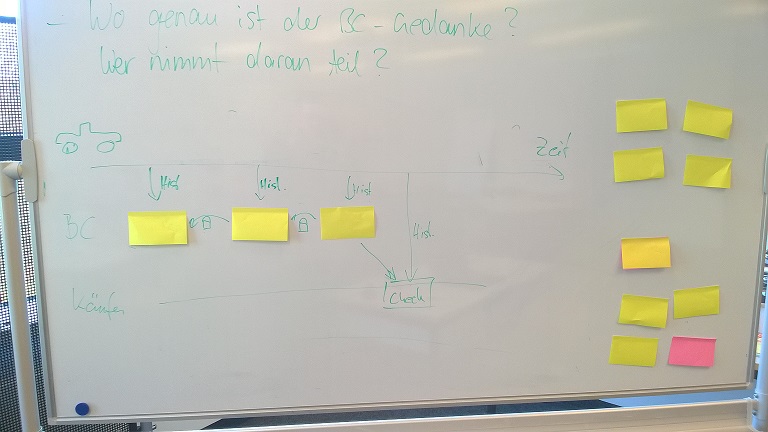 - Wo genau ist der BC-Gedanke?
Wer nimmt daran teil?
Zeit
Hist. Hist. Hist
BC
Hist.
Käufer
Check